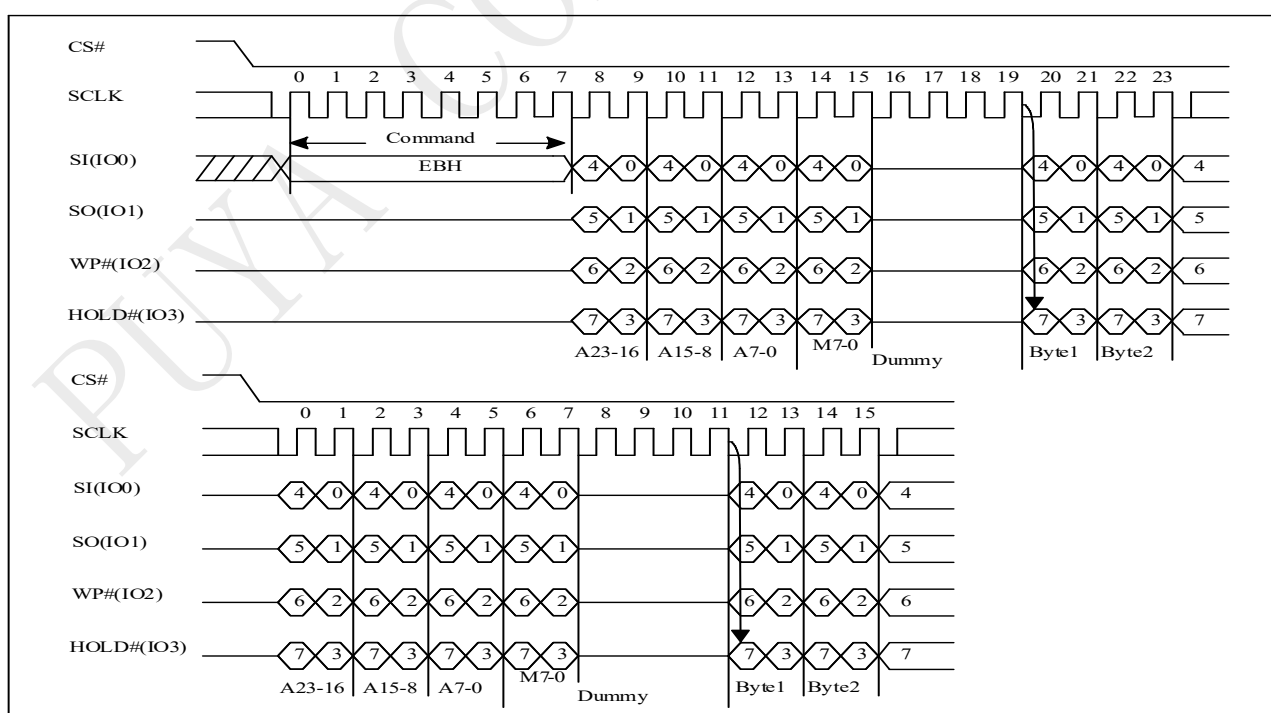 CS#
0 1 2 3 4 5 6 7 8 9 10 11 12 13 14 15 16 17 18 19 20 21 22 23
SCLK
Command
SI(IO0) EBH 4 0 4 0 4 0 4 0 4 0 4 0 4
SO(IO1) 5 1 5 1 5 1 5 1 5 1 5 1 5
WP#(IO2) 6 2 6 2 6 2 6 2 6 2 6 2 6
HOLD#(IO3) 7 3 7 3 7 3 7 3 7 3 7 3 7
A23-16 A15-8 A7-0 M7-0 Dummy Byte1 Byte2
CS#
0 1 2 3 4 5 6 7 8 9 10 11 12 13 14 15
SCLK
SI(IO0) 4 0 4 0 4 0 4 0 4 0 4 0 4
SO(IO1) 5 1 5 1 5 1 5 1 5 1 5 1 5
WP#(IO2) 6 2 6 2 6 2 6 2 6 2 6 2 6
HOLD#(IO3) 7 3 7 3 7 3 7 3 7 3 7 3 7
A23-16 A15-8 A7-0 M7-0 Dummy Byte1 Byte2
PUYA